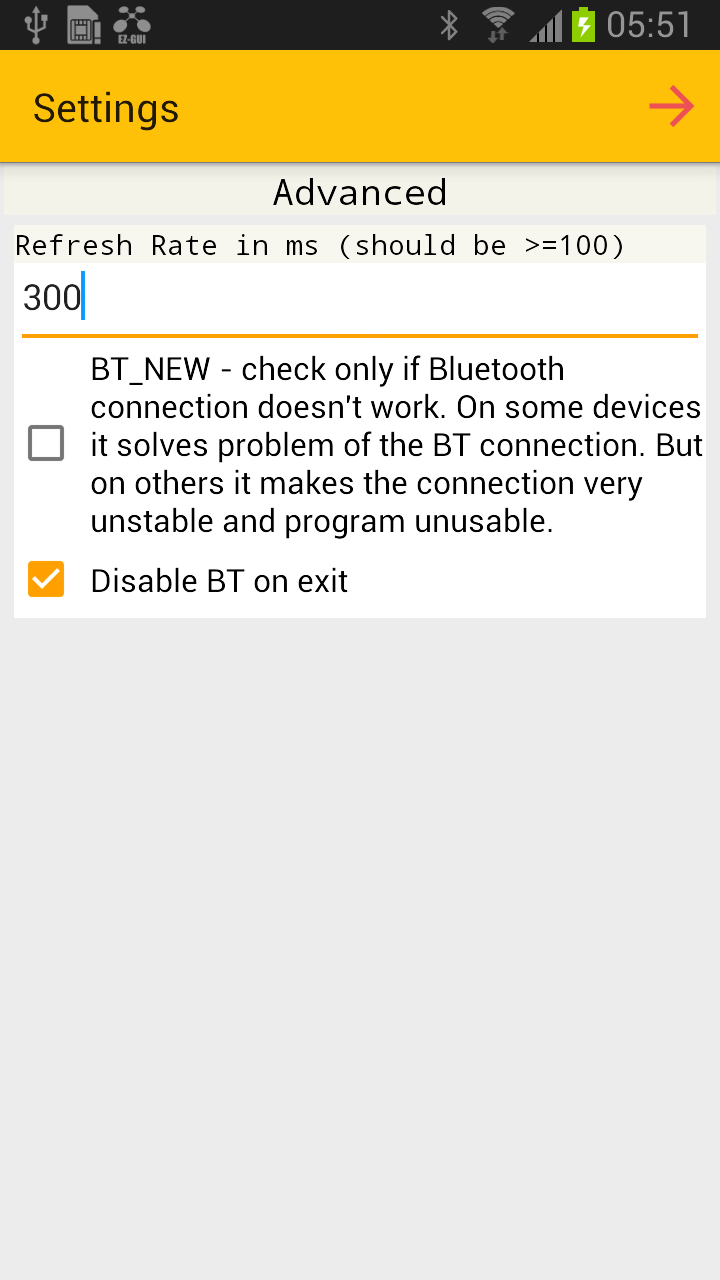 EZ-GUI
05:51
Settings
Advanced
Refresh Rate in ms (should be >=100)
300
BT_NEW - check only if Bluetooth
connection doesn't work. On some devices
it solves problem of the BT connection. But
on others it makes the connection very
unstable and program unusable.
Disable BT on exit